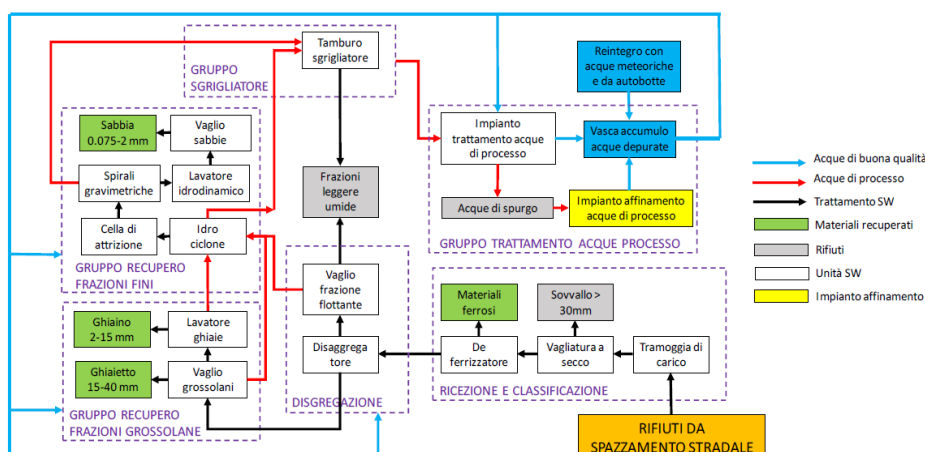 Tamburo
sgrigliatore
GRUPPO
SGRIGLIATORE
Reintegro con
acque meteoriche
e da autobotte
Sabbia
0.075-2 mm
Vaglio
sabbie
Impianto
trattamento acque
di processo
Vasca accumulo
acque depurate
Spirali
gravimetriche
Lavatore
idrodinamico
Frazioni
leggere
umide
Acque di spurgo
Impianto affinamento
acque di processo
Cella di
attrizione
Idro
ciclone
GRUPPO RECUPERO
FRAZIONI FINI
GRUPPO TRATTAMENTO ACQUE PROCESSO
Acque di buona qualità
Acque di processo
Trattamento SW
Materiali recuperati
Rifiuti
Unità SW
Impianto affinamento
Vaglio
frazione
flottante
Materiali
ferrosi
Sovvallo >
30mm
Ghiaino
2-15 mm
Lavatore
ghiaie
Disaggrega
tore
De
ferrizzatore
Vagliatura a
secco
Tramoggia di
carico
Ghiaietto
15-40 mm
Vaglio
grossolani
DISGREGAZIONE
RICEZIONE E CLASSIFICAZIONE
GRUPPO RECUPERO
FRAZIONI GROSSOLANE
RIFIUTI DA
SPAZZAMENTO STRADALE